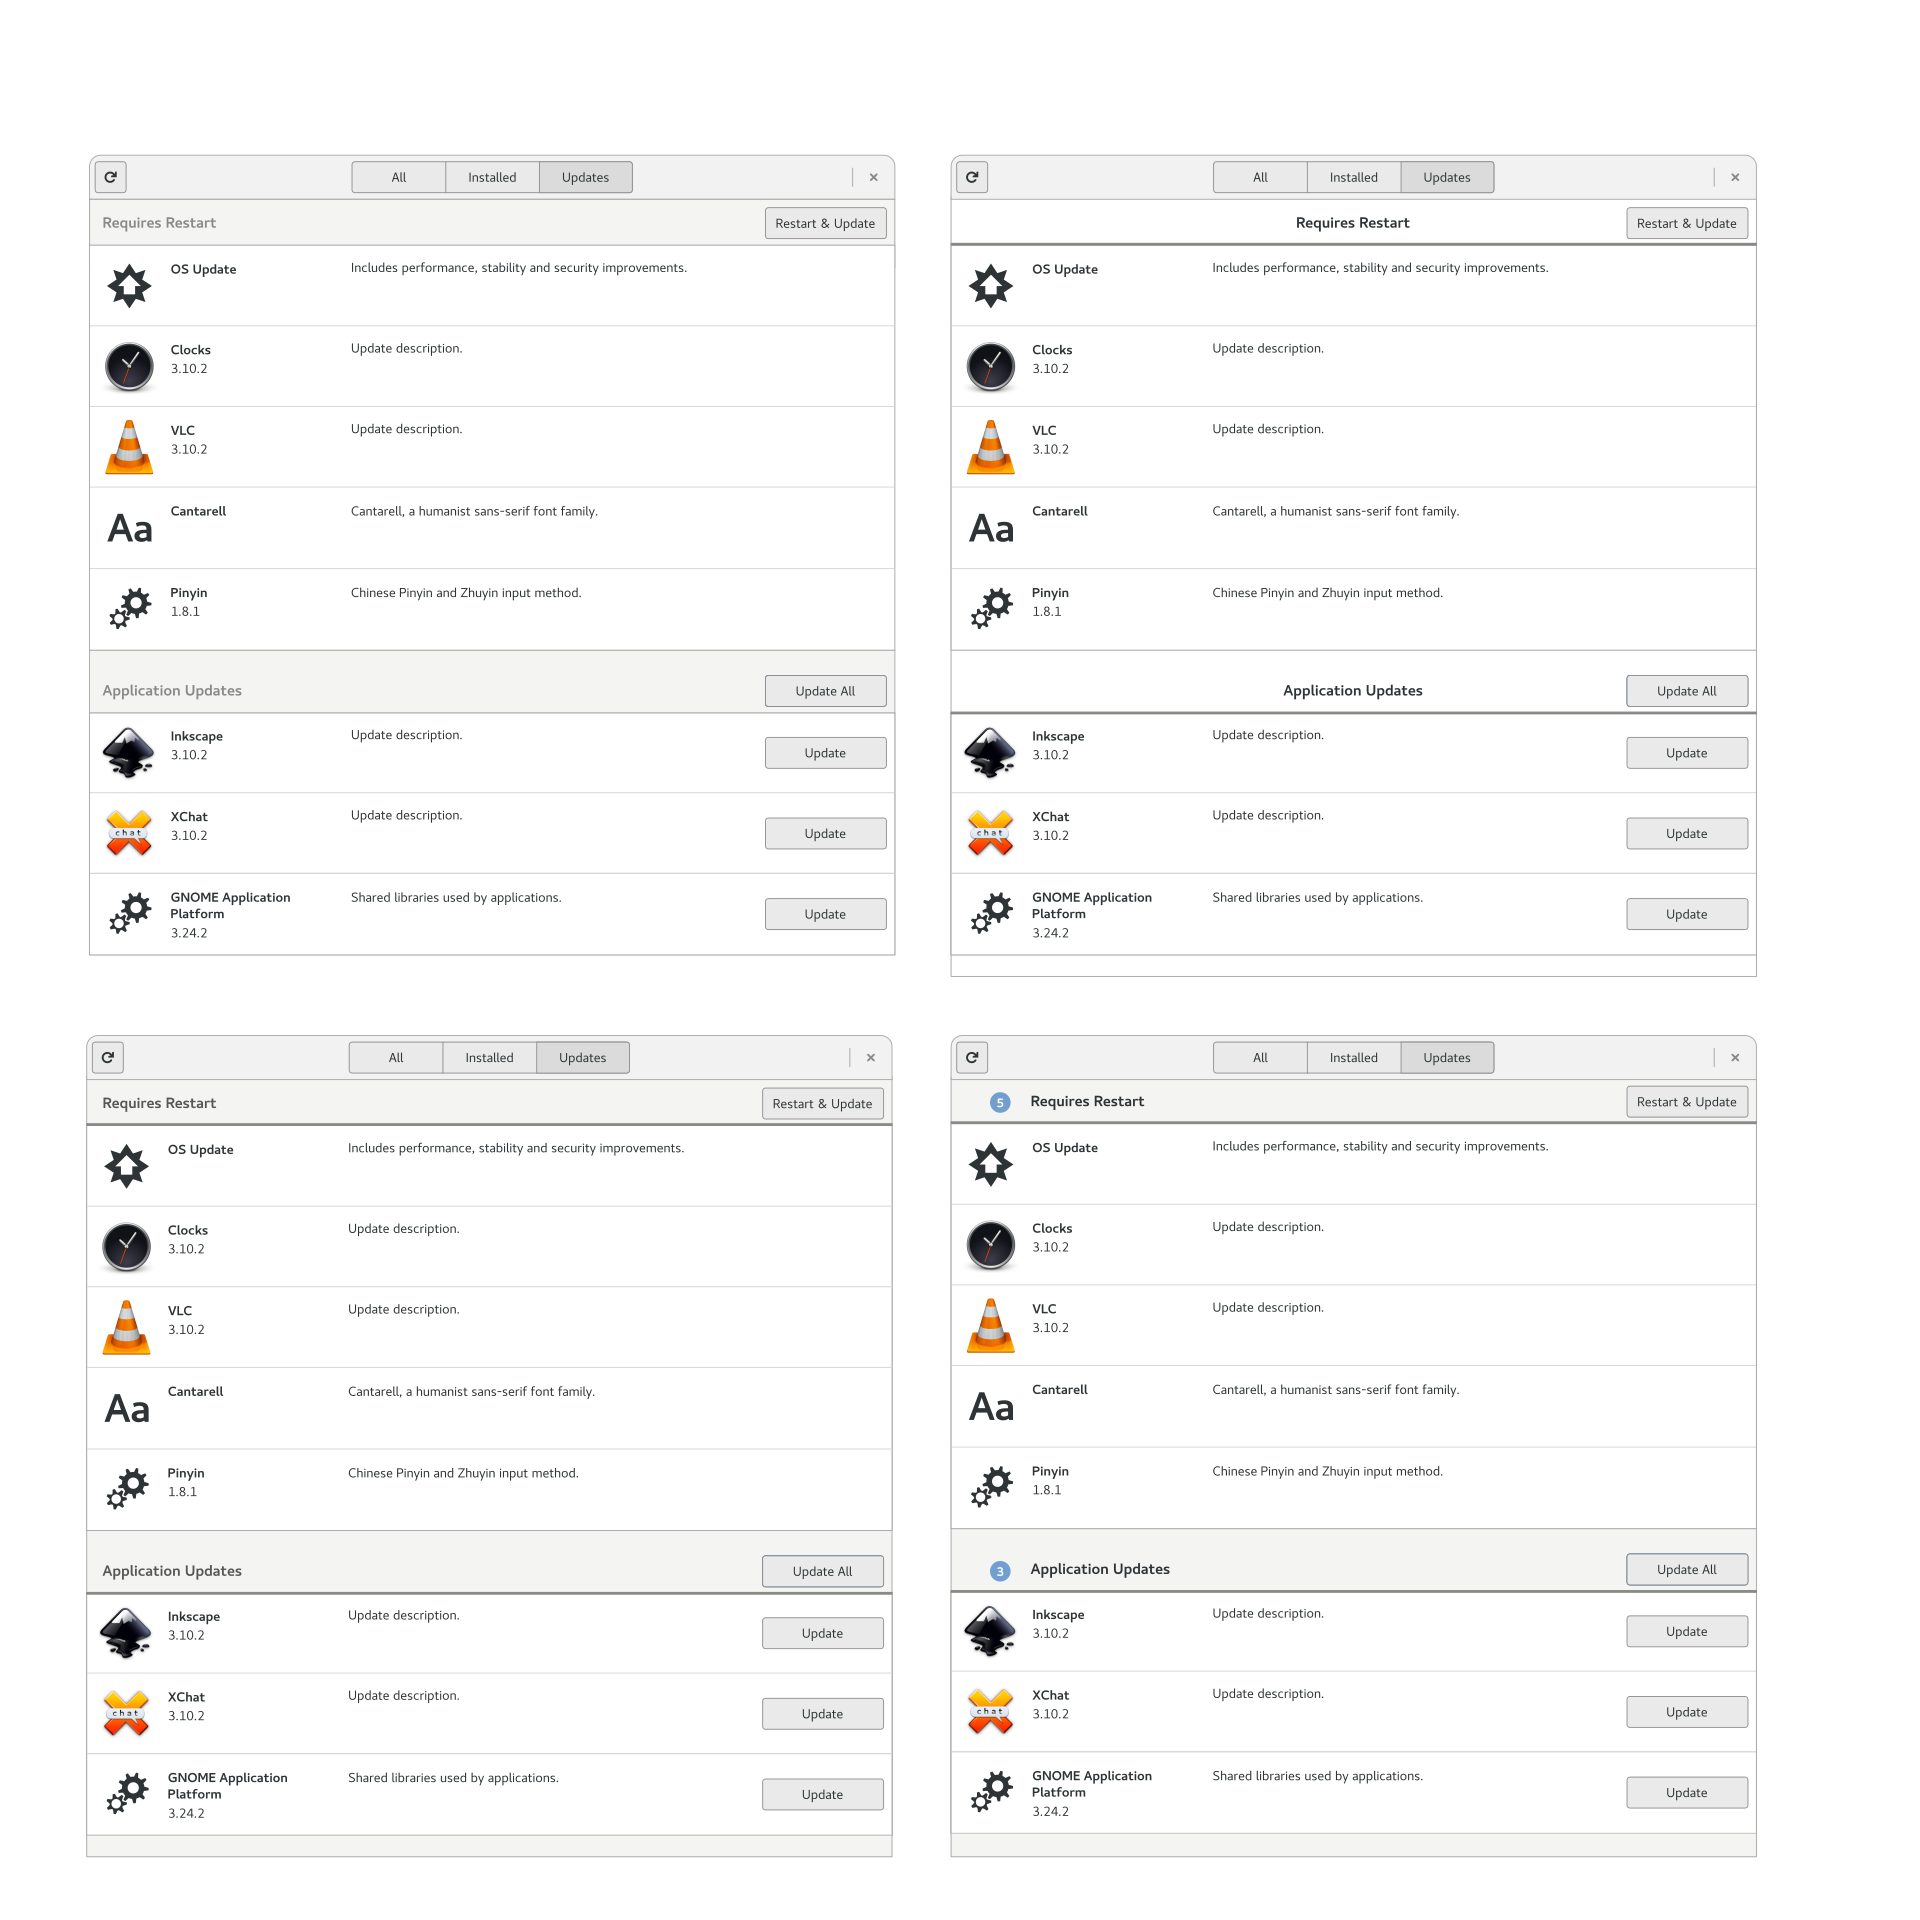 All Installed Updates ×
Requires Restart Restart & Update
OS Update Includes performance, stability and security improvements.
Clocks Update description.
3.10.2
VLC Update description.
3.10.2
Aa Cantarell Cantarell, a humanist sans-serif font family.
Pinyin Chinese Pinyin and Zhuyin input method.
1.8.1
Application Updates Update All
Inkscape Update description.
3.10.2 Update
XChat Update description.
chat 3.10.2 Update
GNOME Application Shared libraries used by applications.
Platform Update
3.24.2
All Installed Updates ×
Requires Restart Restart & Update
OS Update Includes performance, stability and security improvements.
Clocks Update description.
3.10.2
VLC Update description.
3.10.2
Aa Cantarell Cantarell, a humanist sans-serif font family.
Pinyin Chinese Pinyin and Zhuyin input method.
1.8.1
Application Updates Update All
Inkscape Update description.
3.10.2 Update
XChat Update description.
chat 3.10.2 Update
GNOME Application Shared libraries used by applications.
Platform Update
3.24.2
All Installed Updates ×
Requires Restart Restart & Update
OS Update Includes performance, stability and security improvements.
Clocks Update description.
3.10.2
VLC Update description.
3.10.2
Aa Cantarell Cantarell, a humanist sans-serif font family.
Pinyin Chinese Pinyin and Zhuyin input method.
1.8.1
Application Updates Update All
Inkscape Update description.
3.10.2 Update
XChat Update description.
chat 3.10.2 Update
GNOME Application Shared libraries used by applications.
Platform Update
3.24.2
All Installed Updates ×
5 Requires Restart Restart & Update
OS Update Includes performance, stability and security improvements.
Clocks Update description.
3.10.2
VLC Update description.
3.10.2
Aa Cantarell Cantarell, a humanist sans-serif font family.
Pinyin Chinese Pinyin and Zhuyin input method.
1.8.1
3 Application Updates Update All
Inkscape Update description.
3.10.2 Update
XChat Update description.
chat 3.10.2 Update
GNOME Application Shared libraries used by applications.
Platform Update
3.24.2